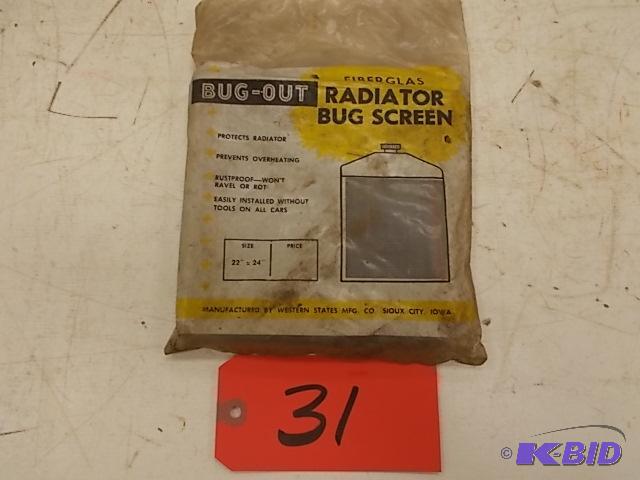 BUG-OUT
FIBERGLAS
RADIATOR
BUG SCREEN
PROTECTS RADIATOR
PREVENTS OVERHEATING
RUSTPROOF—WON'T
RAVEL OR ROT
EASILY INSTALLED WITHOUT
TOOLS ON ALL CARS
SIZE PRICE
22" x 24"
MANUFACTURED BY WESTERN STATES MFG. CO. SIOUX CITY, IOWA
31
© K-BID